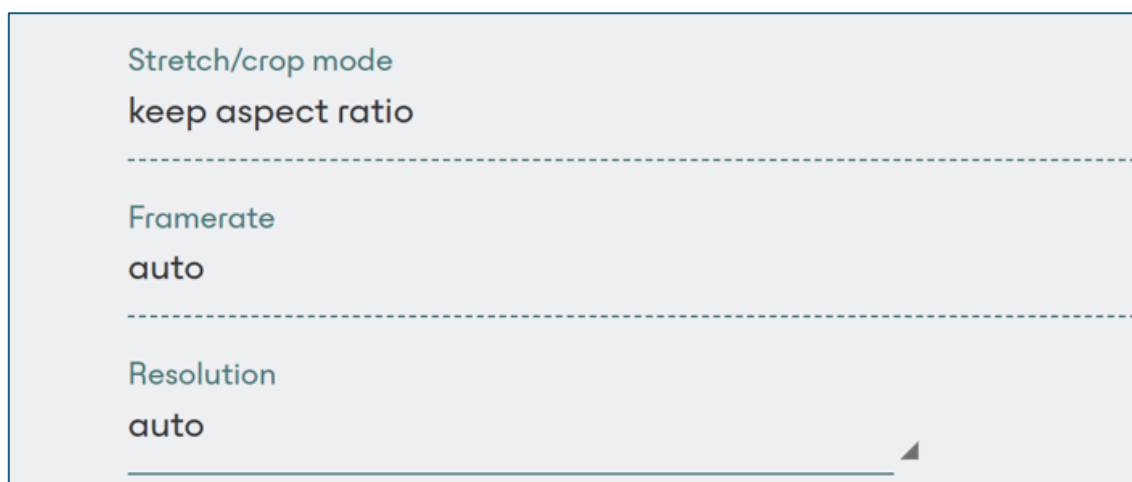 Stretch/crop mode
keep aspect ratio
Framerate
auto
Resolution
auto